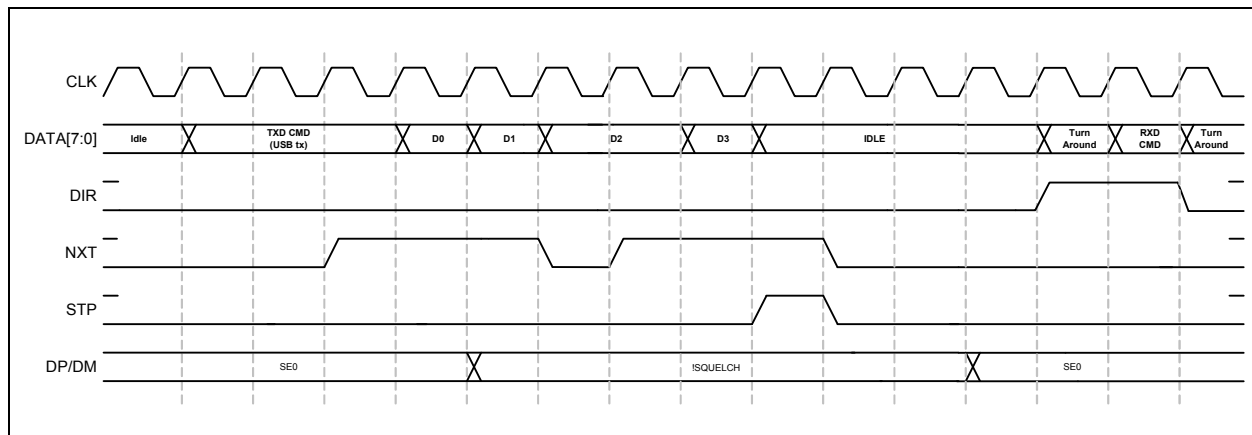 CLK
DATA[7:0]
Idle
TXD CMD
(USB tx)
D0
D1
D2
D3
IDLE
Turn
Around
RXD
CMD
Turn
Around
DIR
NXT
STP
DP/DM
SE0
!SQUELCH
SE0